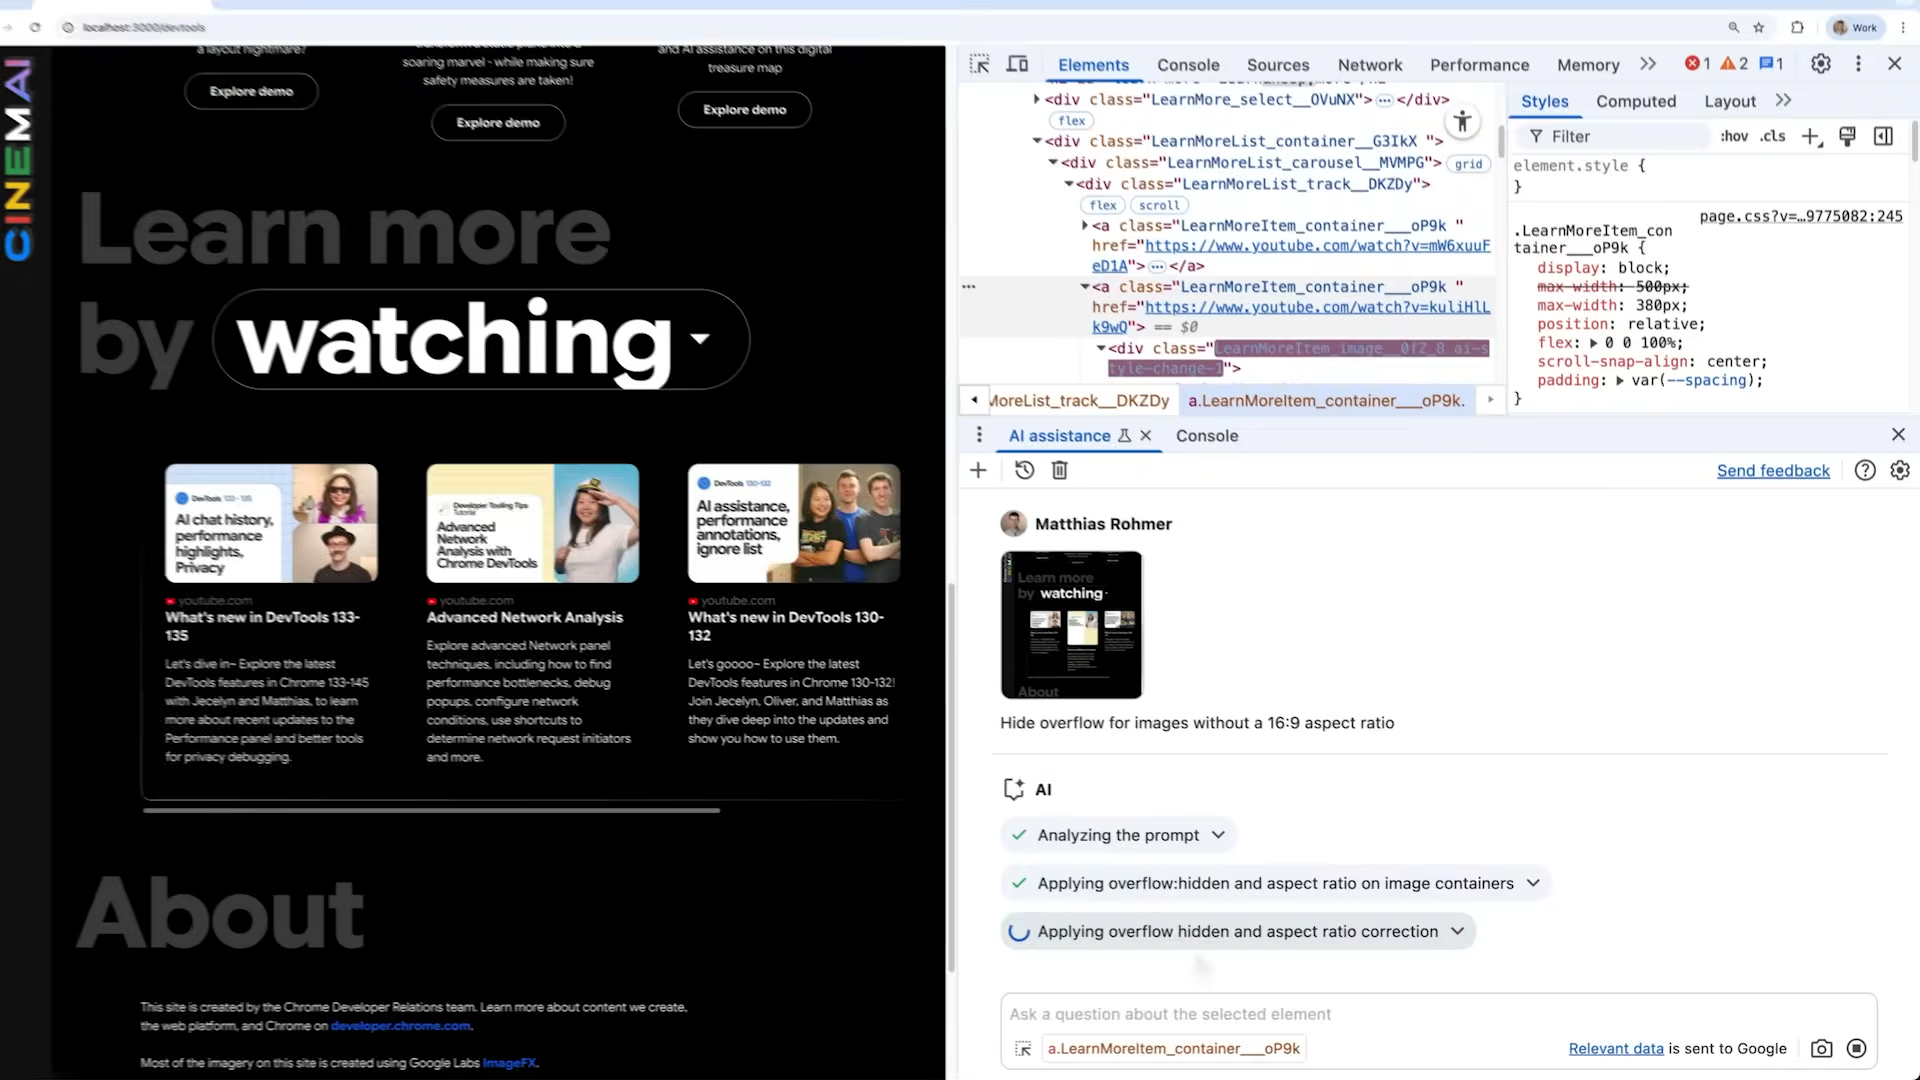 localhost:3000/devtools
Work
CINEMAI
a layout nightmare?
Explore demo
soaring marvel - while making sure
safety measures are taken!
Explore demo
and AI assistance on this digital
treasure map
Explore demo
Learn more
by watching
DevTools 133-135
AI chat history,
performance
highlights,
Privacy
youtube.com
What's new in DevTools 133-
135
Let's dive in~ Explore the latest
DevTools features in Chrome 133-145
with Jecelyn and Matthias, to learn
more about recent updates to the
Performance panel and better tools
for privacy debugging.
Developer Tooling Tips
Tutorial
Advanced
Network
Analysis with
Chrome DevTools
youtube.com
Advanced Network Analysis
Explore advanced Network panel
techniques, including how to find
performance bottlenecks, debug
popups, configure network
conditions, use shortcuts to
determine network request initiators
and more.
DevTools 130-132
AI assistance,
performance
annotations,
ignore list
youtube.com
What's new in DevTools 130-
132
Let's goooo~ Explore the latest
DevTools features in Chrome 130-132!
Join Jecelyn, Oliver, and Matthias as
they dive deep into the updates and
show you how to use them.
About
This site is created by the Chrome Developer Relations team. Learn more about content we create,
the web platform, and Chrome on developer.chrome.com.
Most of the imagery on this site is created using Google Labs ImageFX.
Elements Console Sources Network Performance Memory 1 2 1
<div class="LearnMore_select__OVuNX"> … </div>
flex
<div class="LearnMoreList_container__G3IkX ">
<div class="LearnMoreList_carousel__MVMPG"> grid
<div class="LearnMoreList_track__DKZDy">
flex scroll
<a class="LearnMoreItem_container___oP9k "
href="https://www.youtube.com/watch?v=mW6xuuF
eD1A"> … </a>
<a class="LearnMoreItem_container___oP9k "
href="https://www.youtube.com/watch?v=kuliHlL
k9wQ"> == $0
<div class="LearnMoreItem_image__0fZ_8 ai-s
tyle-change-1">
MoreList_track__DKZDy a.LearnMoreItem_container___oP9k.
Styles Computed Layout
Filter :hov .cls
element.style {
}
page.css?v=…9775082:245
.LearnMoreItem_con
tainer___oP9k {
display: block;
max-width: 500px;
max-width: 380px;
position: relative;
flex: 0 0 100%;
scroll-snap-align: center;
padding: var(--spacing);
}
AI assistance Console
Send feedback
Matthias Rohmer
Learn more
by watching
About
Hide overflow for images without a 16:9 aspect ratio
AI
Analyzing the prompt
Applying overflow:hidden and aspect ratio on image containers
Applying overflow hidden and aspect ratio correction
Ask a question about the selected element
a.LearnMoreItem_container___oP9k
Relevant data is sent to Google